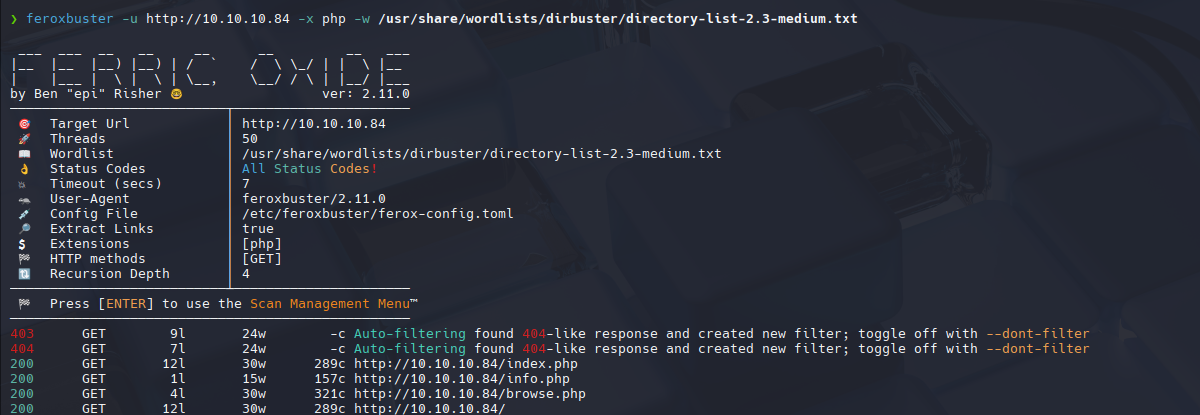 ❯ feroxbuster -u http://10.10.10.84 -x php -w /usr/share/wordlists/dirbuster/directory-list-2.3-medium.txt
FERRIC OXIDE
by Ben "epi" Risher 🤓 ver: 2.11.0
🎯 Target Url │ http://10.10.10.84
🚀 Threads │ 50
📖 Wordlist │ /usr/share/wordlists/dirbuster/directory-list-2.3-medium.txt
👌 Status Codes │ All Status Codes!
💥 Timeout (secs) │ 7
🦡 User-Agent │ feroxbuster/2.11.0
💉 Config File │ /etc/feroxbuster/ferox-config.toml
🔎 Extract Links │ true
💲 Extensions │ [php]
🏁 HTTP methods │ [GET]
🔃 Recursion Depth │ 4
🏁 Press [ENTER] to use the Scan Management Menu™
403 GET 9l 24w -c Auto-filtering found 404-like response and created new filter; toggle off with --dont-filter
404 GET 7l 24w -c Auto-filtering found 404-like response and created new filter; toggle off with --dont-filter
200 GET 12l 30w 289c http://10.10.10.84/index.php
200 GET 1l 15w 157c http://10.10.10.84/info.php
200 GET 4l 30w 321c http://10.10.10.84/browse.php
200 GET 12l 30w 289c http://10.10.10.84/